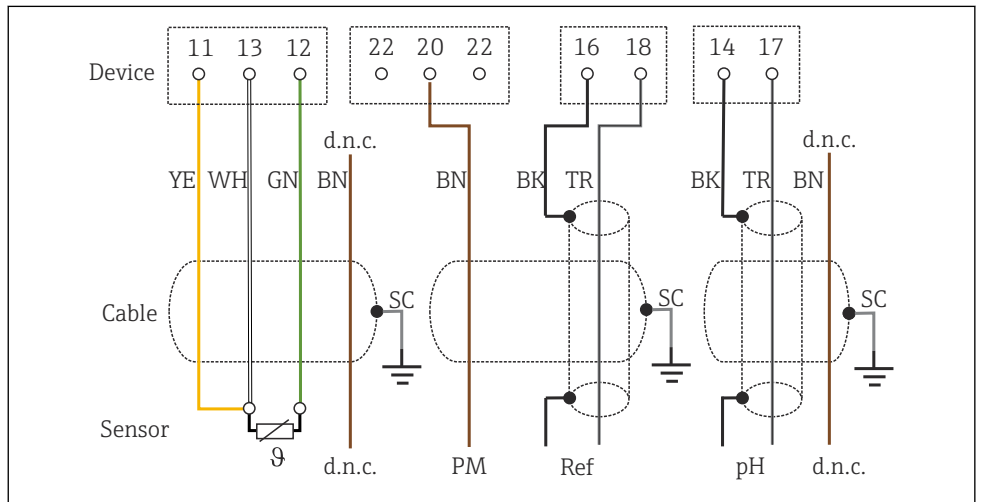 11 13 12 22 20 22 16 18 14 17
Device
d.n.c. d.n.c.
YE WH GN BN BN BK TR BK TR BN
SC SC SC
Cable
Sensor
ϑ d.n.c. PM Ref pH d.n.c.